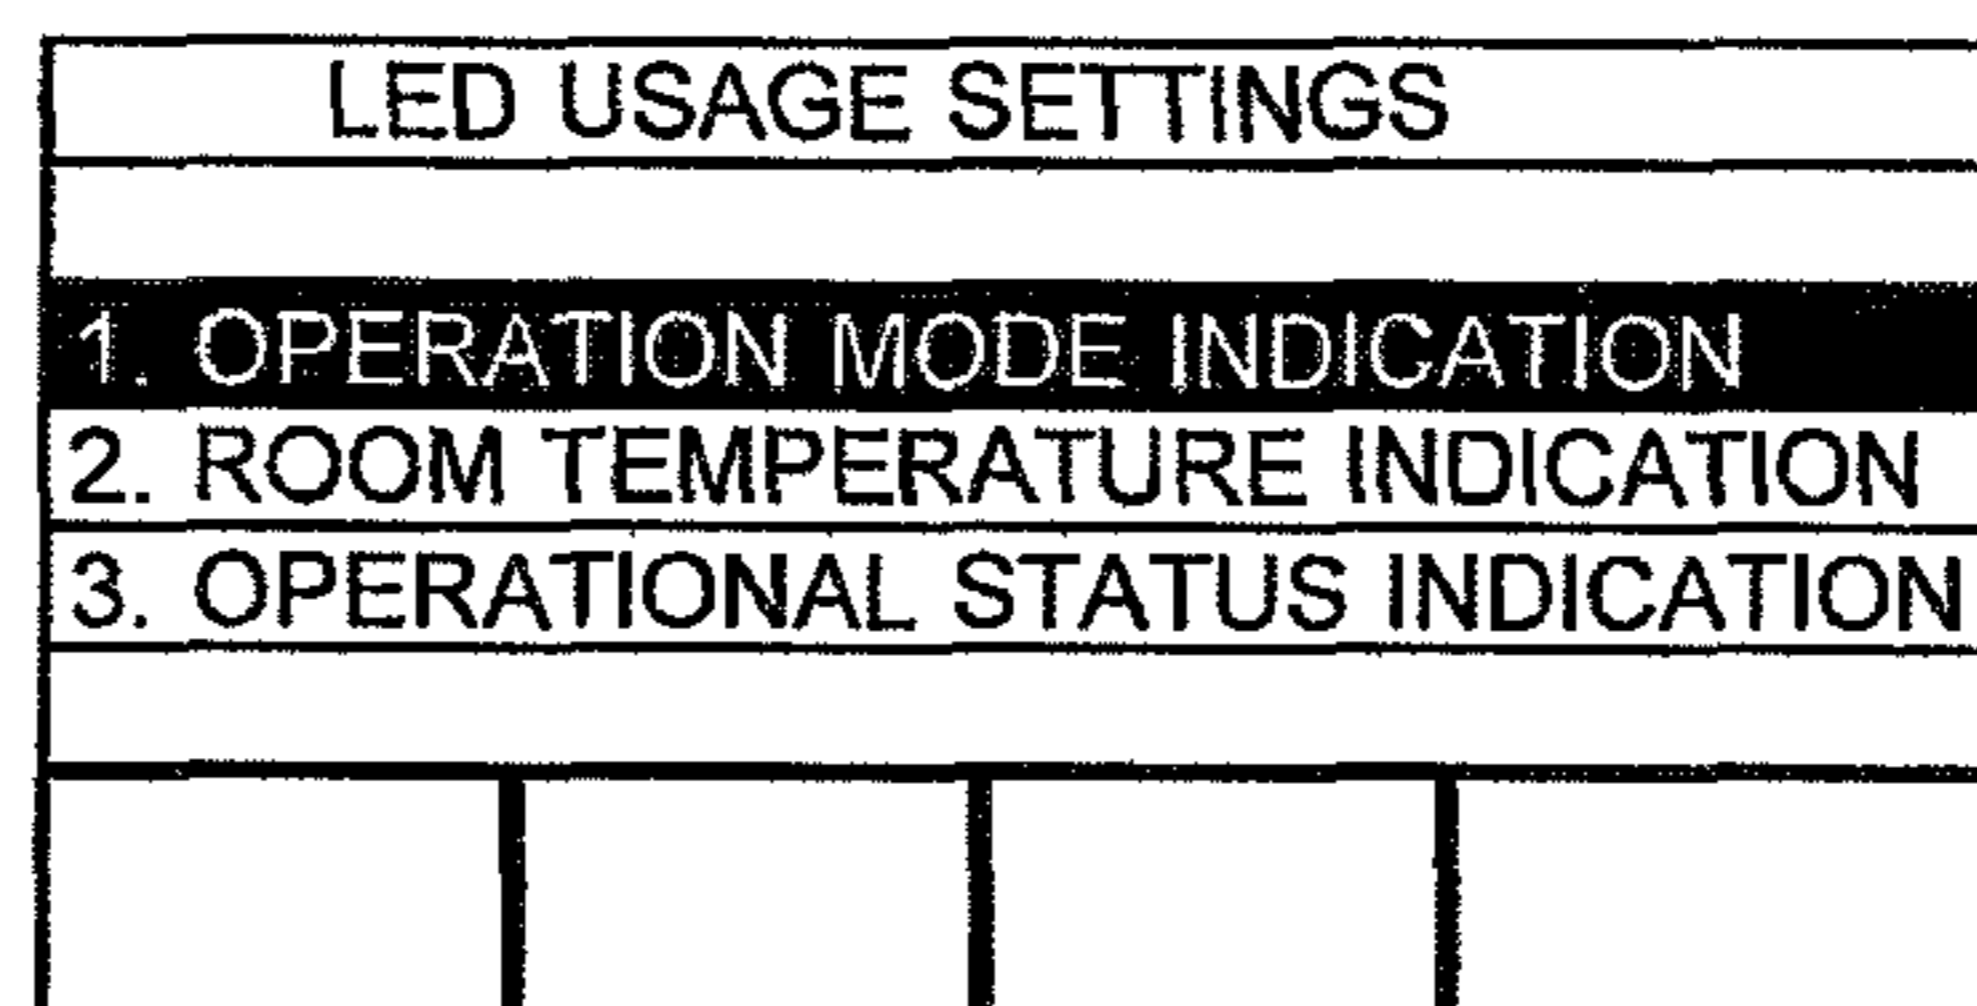 LED USAGE SETTINGS
1. OPERATION MODE INDICATION
2. ROOM TEMPERATURE INDICATION
3. OPERATIONAL STATUS INDICATION